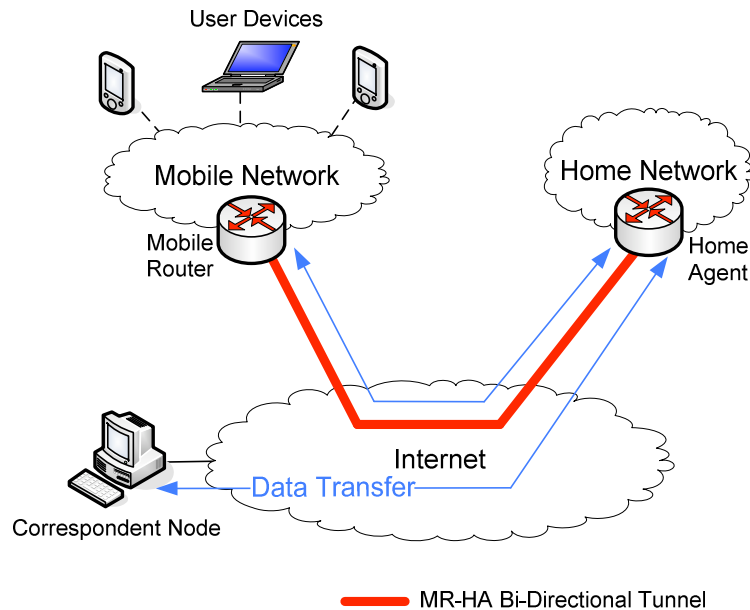 User Devices
Mobile Network
Home Network
Mobile
Router
Home
Agent
Internet
Data Transfer
Correspondent Node
MR-HA Bi-Directional Tunnel